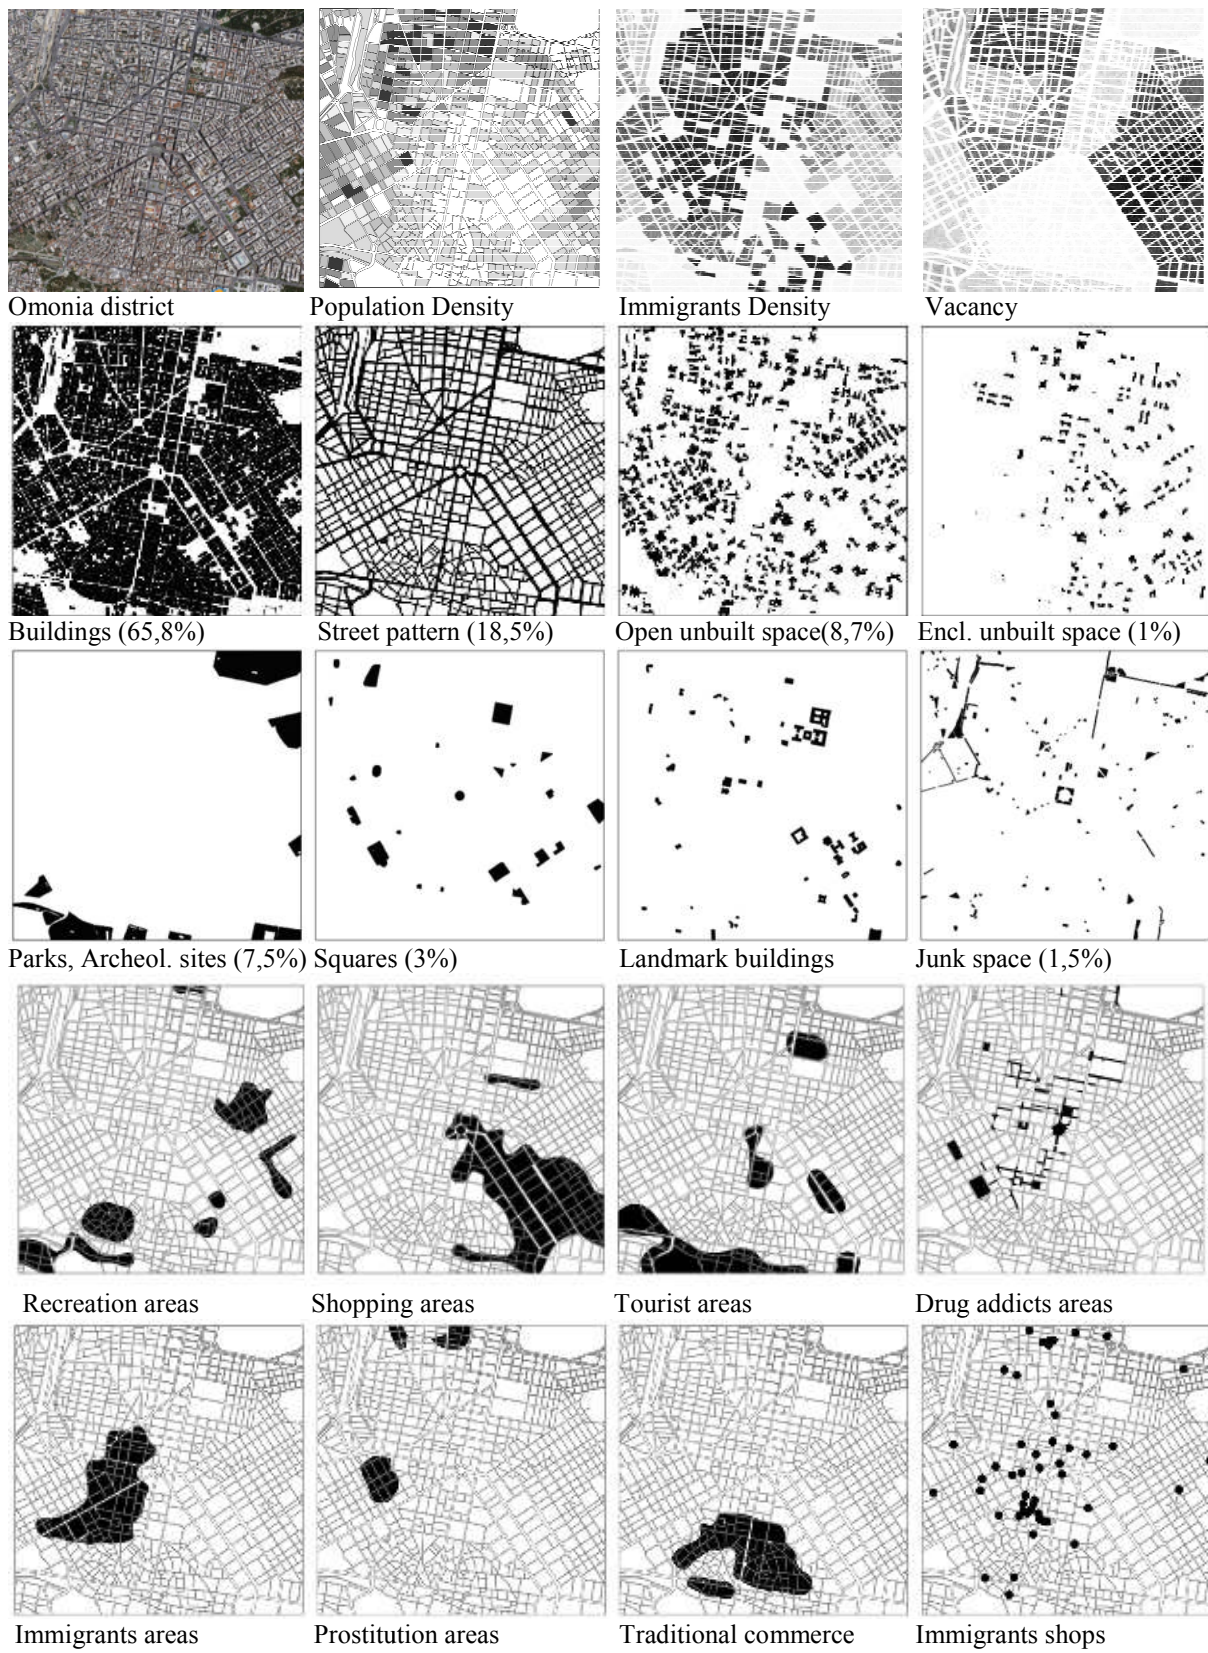 Omonia district Population Density Immigrants Density Vacancy
Buildings (65,8%) Street pattern (18,5%) Open unbuilt space(8,7%) Encl. unbuilt space (1%)
Parks, Archeol. sites (7,5%) Squares (3%) Landmark buildings Junk space (1,5%)
Recreation areas Shopping areas Tourist areas Drug addicts areas
Immigrants areas Prostitution areas Traditional commerce Immigrants shops